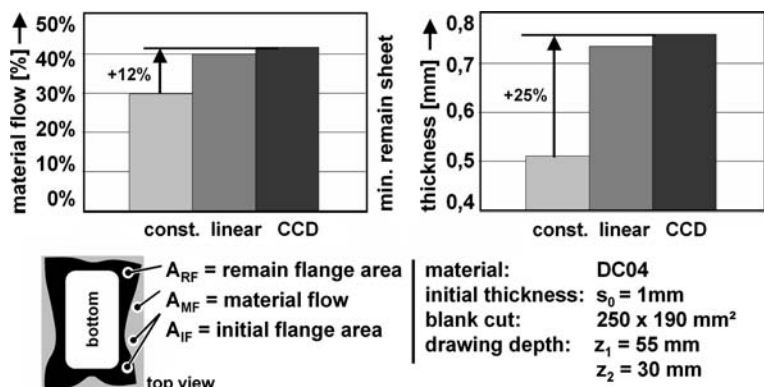 material flow [%]
50%
40%
30%
20%
10%
0%
+12%
const. linear CCD
min. remain sheet
thickness [mm]
0,8
0,7
0,6
0,5
0,4
+25%
const. linear CCD
bottom
top view
A_RF = remain flange area
A_MF = material flow
A_IF = initial flange area
material: DC04
initial thickness: s₀ = 1mm
blank cut: 250 x 190 mm²
drawing depth: z₁ = 55 mm
z₂ = 30 mm